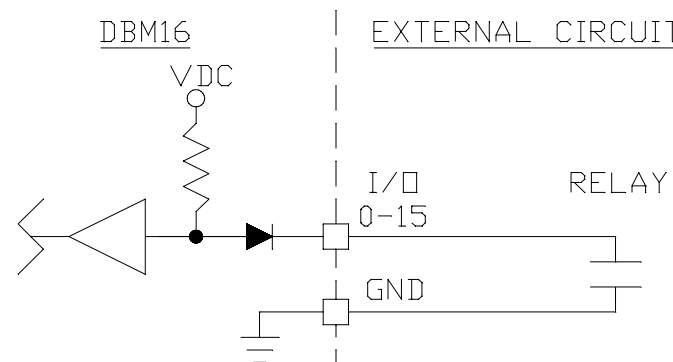 DBM16
EXTERNAL CIRCUIT
VDC
I/O
0-15
RELAY
GND